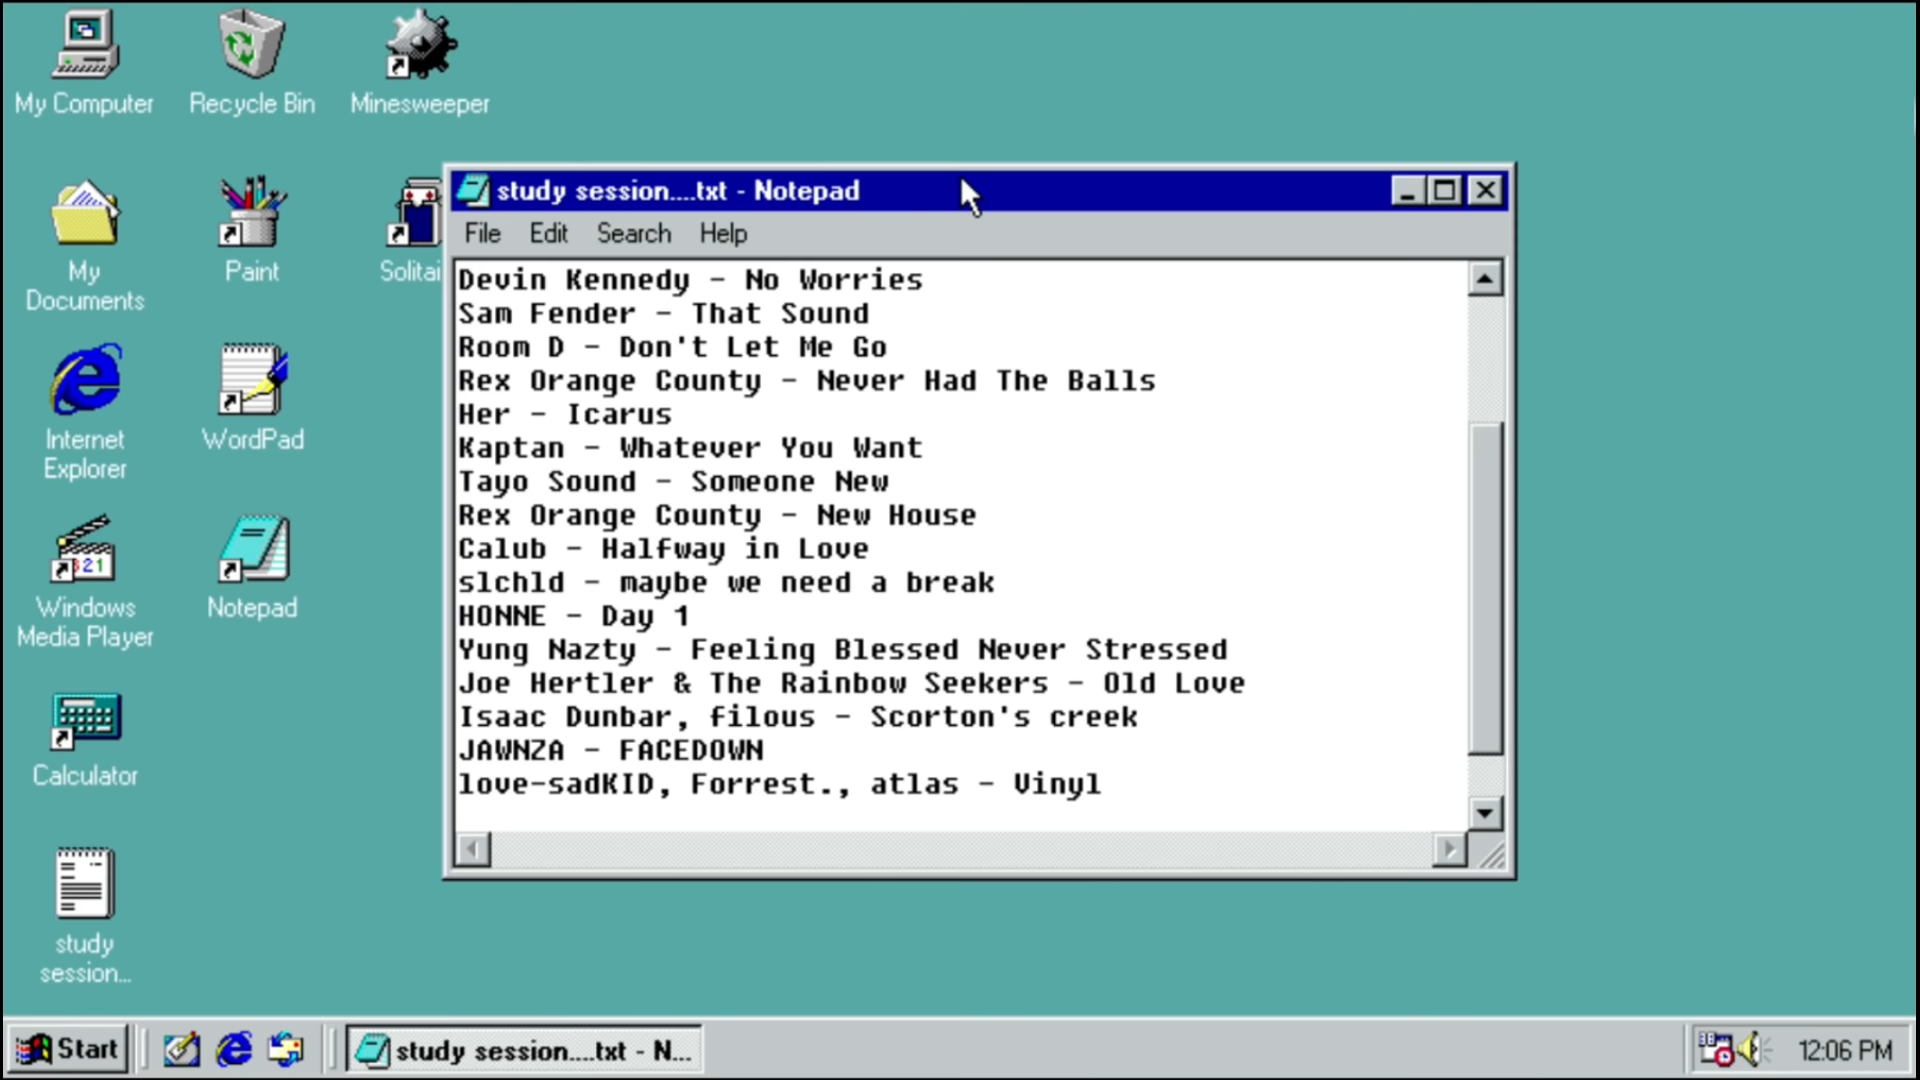 My Computer
Recycle Bin
Minesweeper
My
Documents
Paint
Solitai
Internet
Explorer
WordPad
Windows
Media Player
Notepad
Calculator
study
session...
study session....txt - Notepad
File Edit Search Help
Devin Kennedy - No Worries
Sam Fender - That Sound
Room D - Don't Let Me Go
Rex Orange County - Never Had The Balls
Her - Icarus
Kaptan - Whatever You Want
Tayo Sound - Someone New
Rex Orange County - New House
Calub - Halfway in Love
slchld - maybe we need a break
HONNE - Day 1
Yung Nazty - Feeling Blessed Never Stressed
Joe Hertler & The Rainbow Seekers - Old Love
Isaac Dunbar, filous - Scorton's creek
JAWNZA - FACEDOWN
love-sadKID, Forrest., atlas - Vinyl
Start
study session....txt - N...
12:06 PM